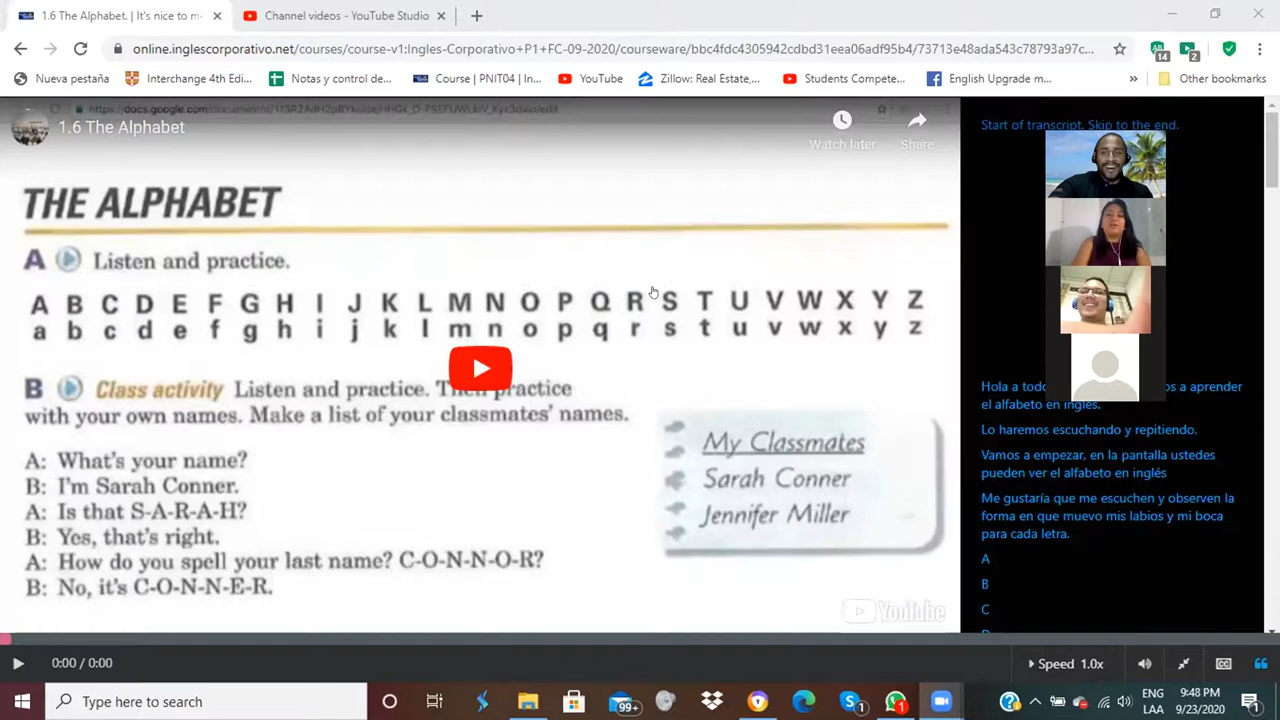 1.6 The Alphabet. | It's nice to m
Channel videos - YouTube Studio
online.inglescorporativo.net/courses/course-v1:Ingles-Corporativo+P1+FC-09-2020/courseware/bbc4fdc4305942cdbd31eea06adf95b4/73713e48ada543c78793a97c...
14
2
Nueva pestaña
Interchange 4th Edi...
Notas y control de...
Course | PNIT04 | In...
YouTube
Zillow: Real Estate,...
Students Compete...
English Upgrade m...
»
Other bookmarks
1.6 The Alphabet
Watch later
Share
THE ALPHABET
A Listen and practice.
A B C D E F G H I J K L M N O P Q R S T U V W X Y Z
a b c d e f g h i j k l m n o p q r s t u v w x y z
B Class activity Listen and practice. Then practice
with your own names. Make a list of your classmates' names.
A: What's your name?
B: I'm Sarah Conner.
A: Is that S-A-R-A-H?
B: Yes, that's right.
A: How do you spell your last name? C-O-N-N-O-R?
B: No, it's C-O-N-N-E-R.
My Classmates
Sarah Conner
Jennifer Miller
YouTube
Start of transcript. Skip to the end.
Hola a todo os a aprender
el alfabeto en inglés.
Lo haremos escuchando y repitiendo.
Vamos a empezar, en la pantalla ustedes
pueden ver el alfabeto en inglés
Me gustaría que me escuchen y observen la
forma en que muevo mis labios y mi boca
para cada letra.
A
B
C
0:00 / 0:00
Speed 1.0x
Type here to search
99+
1
1
ENG
LAA
9:48 PM
9/23/2020
1